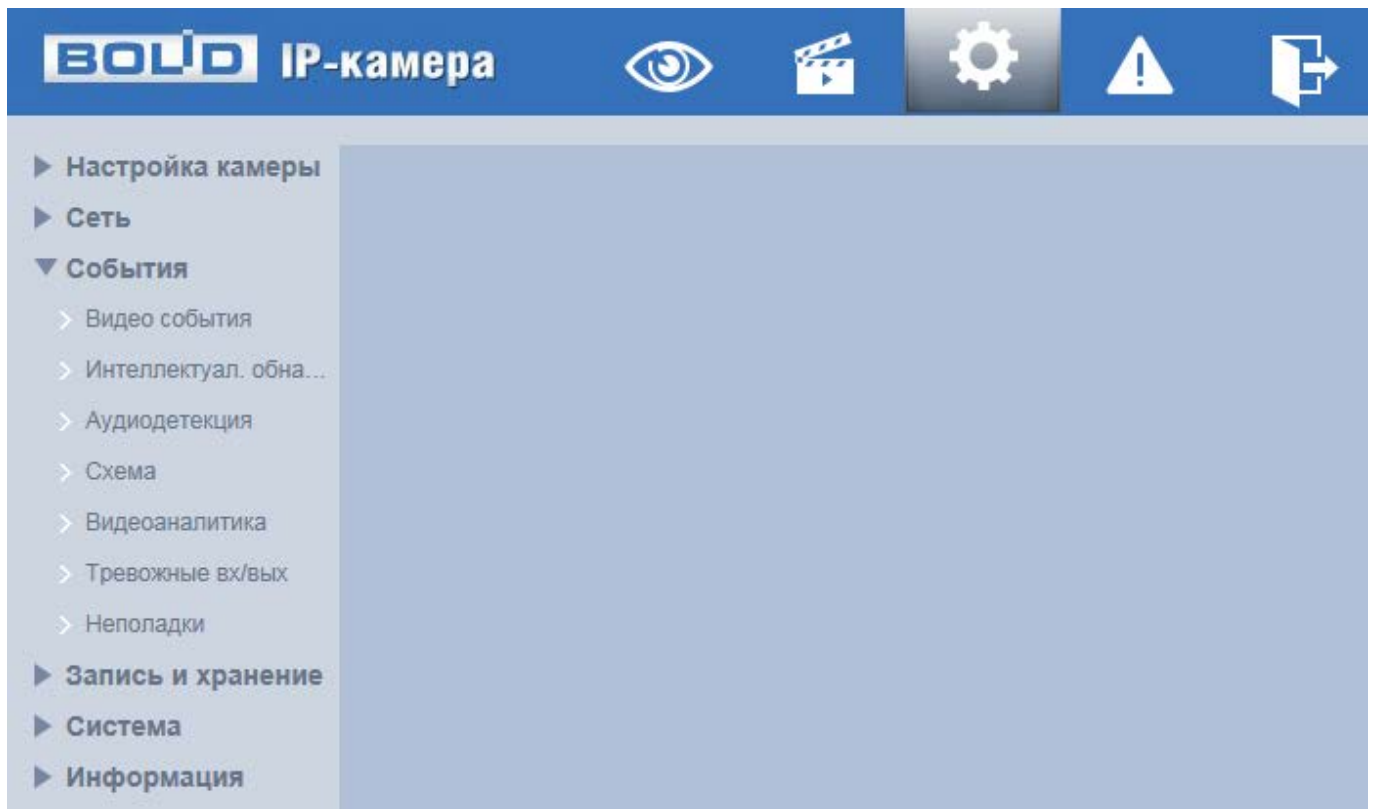 BOLID IP-камера
Настройка камеры
Сеть
События
Видео события
Интеллектуал. обна...
Аудиодетекция
Схема
Видеоаналитика
Тревожные вх/вых
Неполадки
Запись и хранение
Система
Информация